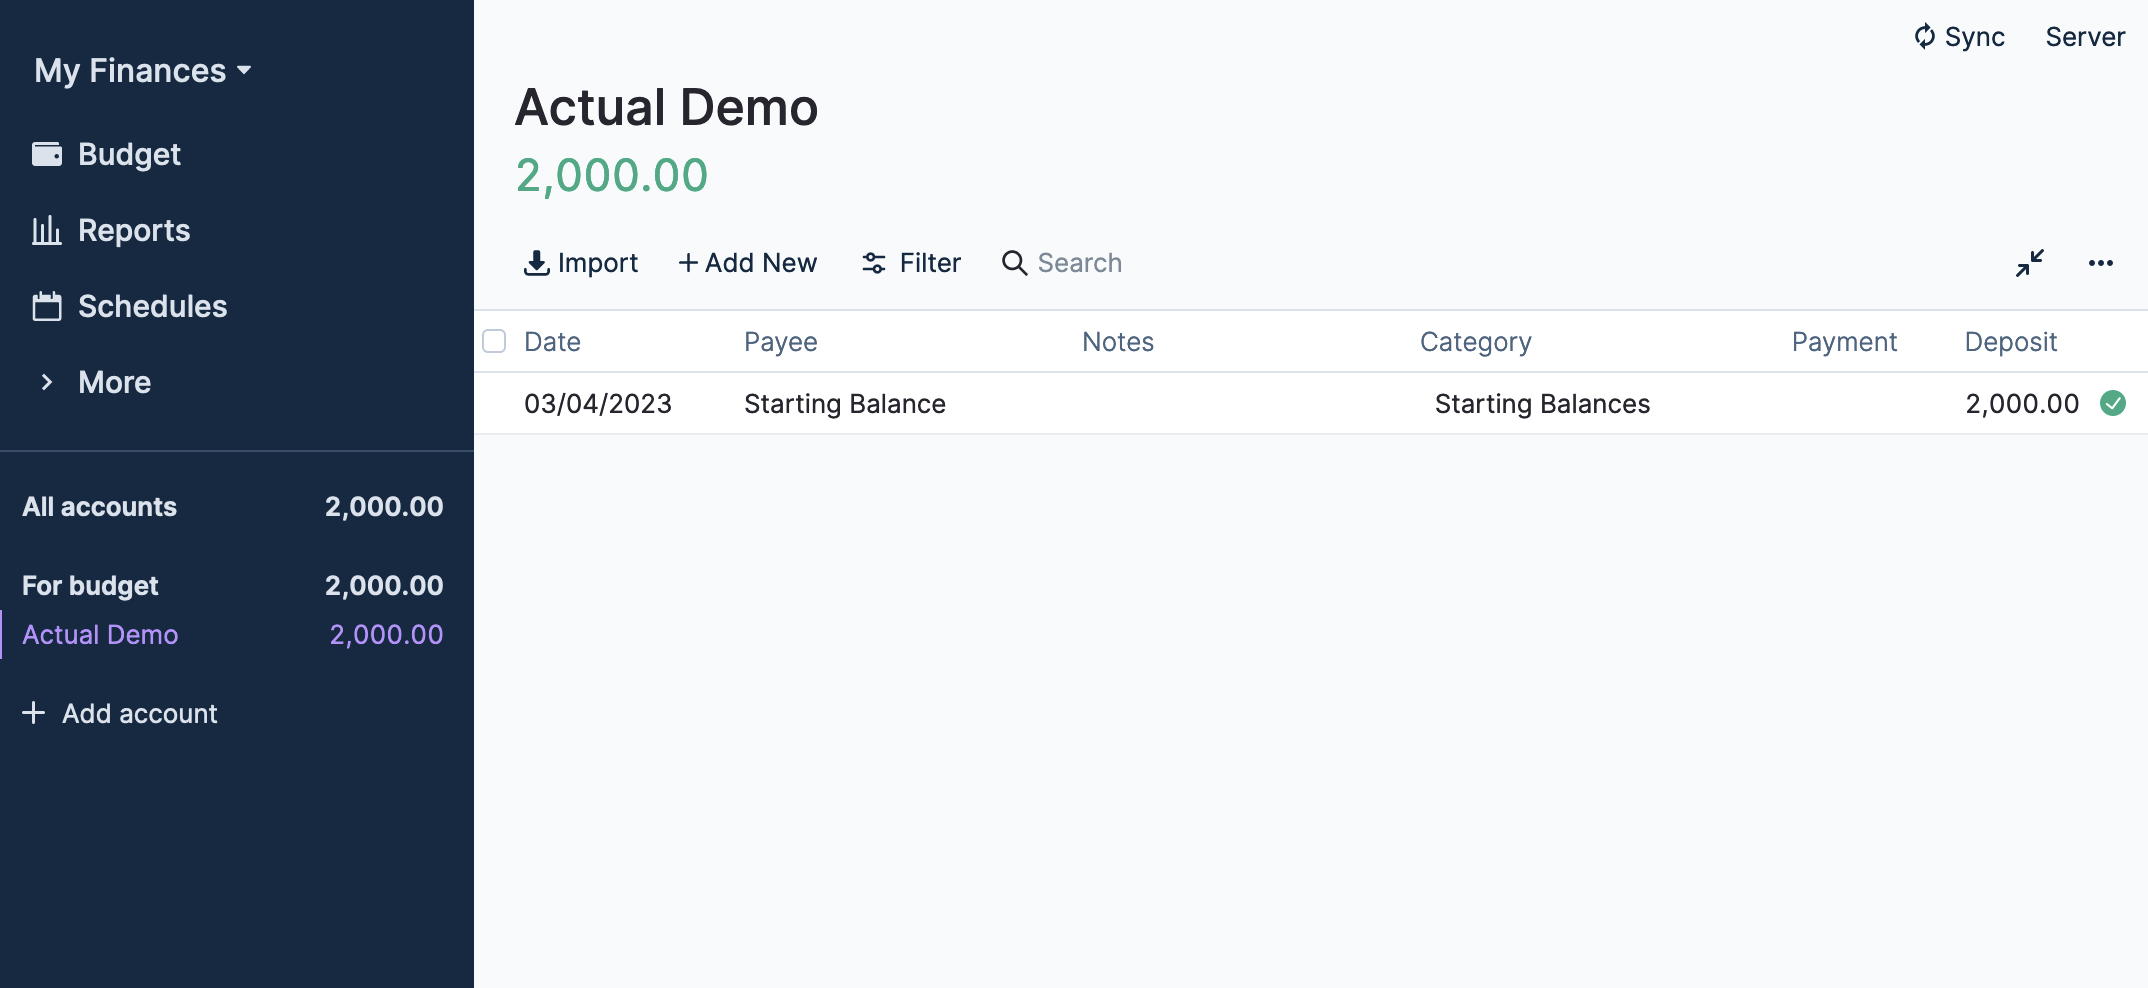 My Finances
Budget
Reports
Schedules
More
All accounts 2,000.00
For budget 2,000.00
Actual Demo 2,000.00
Add account
Sync Server
Actual Demo
2,000.00
Import + Add New Filter Search
Date Payee Notes Category Payment Deposit
03/04/2023 Starting Balance Starting Balances 2,000.00